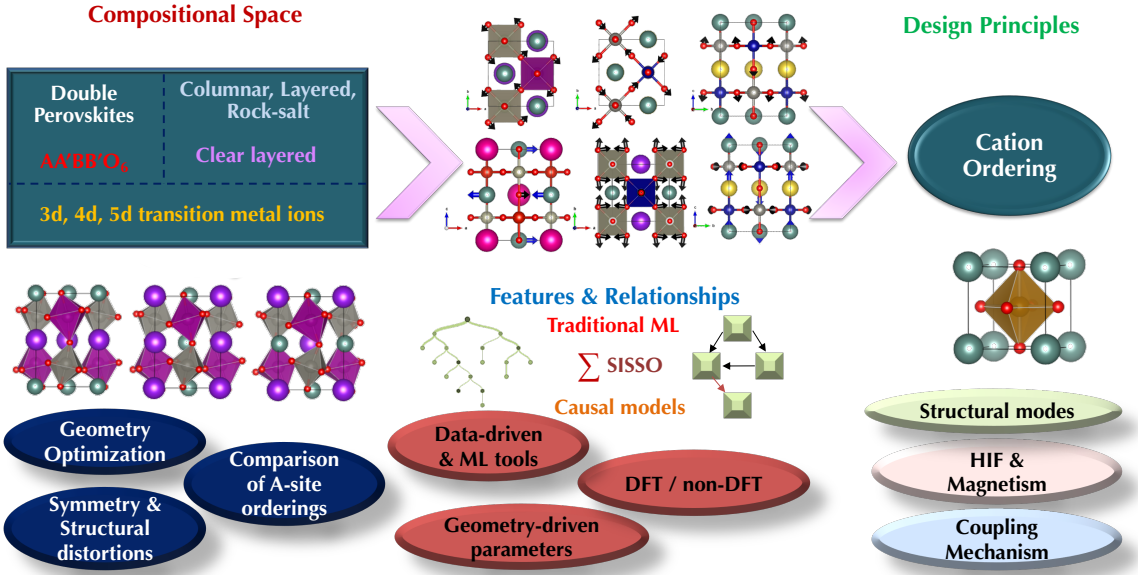 Compositional Space
Design Principles
Double
Perovskites
Columnar, Layered,
Rock-salt
AA'BB'O₆
Clear layered
3d, 4d, 5d transition metal ions
Cation
Ordering
Features & Relationships
Traditional ML
∑ SISSO
Causal models
Geometry
Optimization
Comparison
of A-site
orderings
Symmetry &
Structural
distortions
Data-driven
& ML tools
DFT / non-DFT
Geometry-driven
parameters
Structural modes
HIF &
Magnetism
Coupling
Mechanism